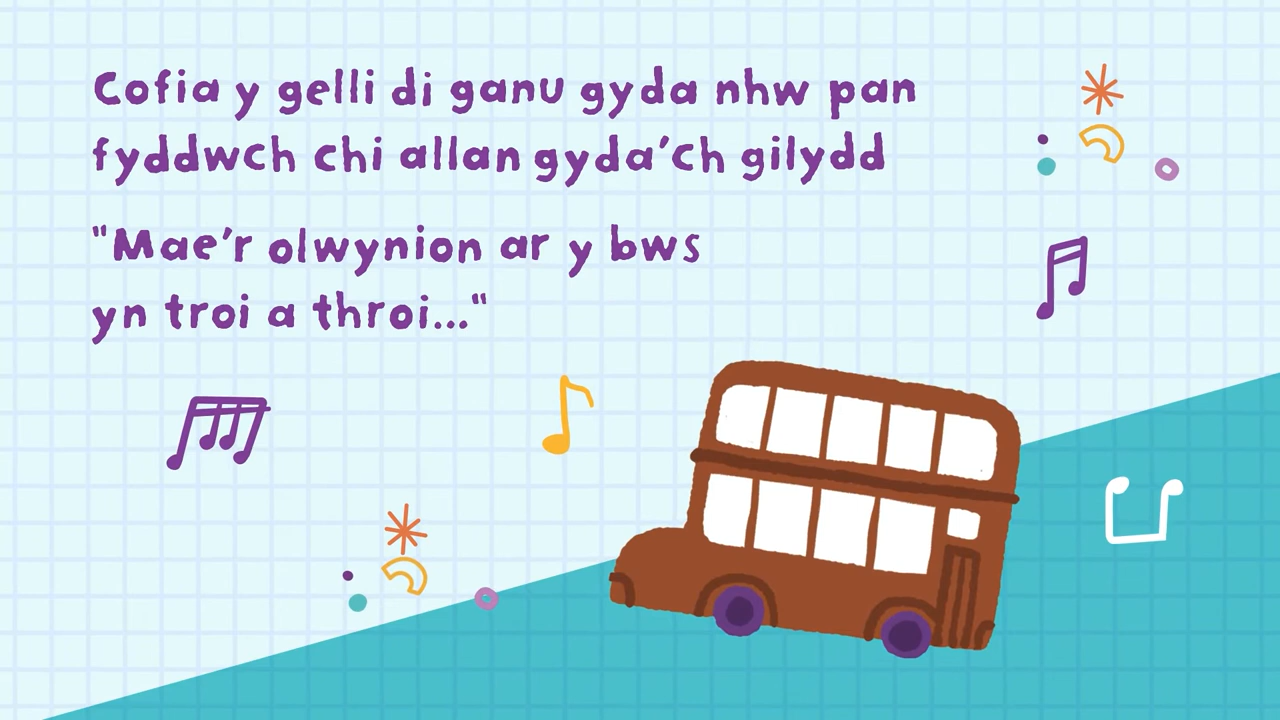 Cofia y gelli di ganu gyda nhw pan
fyddwch chi allan gyda'ch gilydd
"Mae'r olwynion ar y bws
yn troi a throi..."